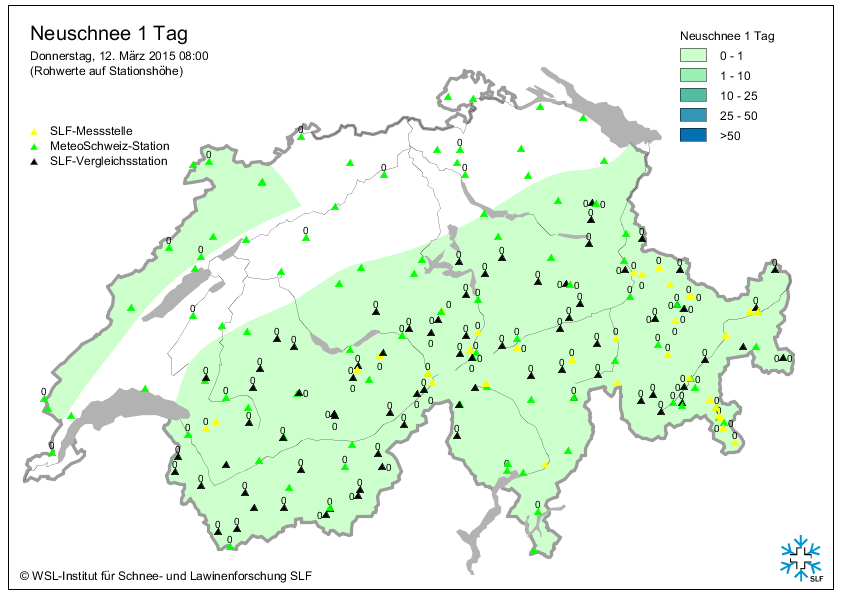 Neuschnee 1 Tag
Donnerstag, 12. März 2015 08:00
(Rohwerte auf Stationshöhe)
SLF-Messstelle
MeteoSchweiz-Station
SLF-Vergleichsstation
Neuschnee 1 Tag
0 - 1
1 - 10
10 - 25
25 - 50
>50
© WSL-Institut für Schnee- und Lawinenforschung SLF
SLF